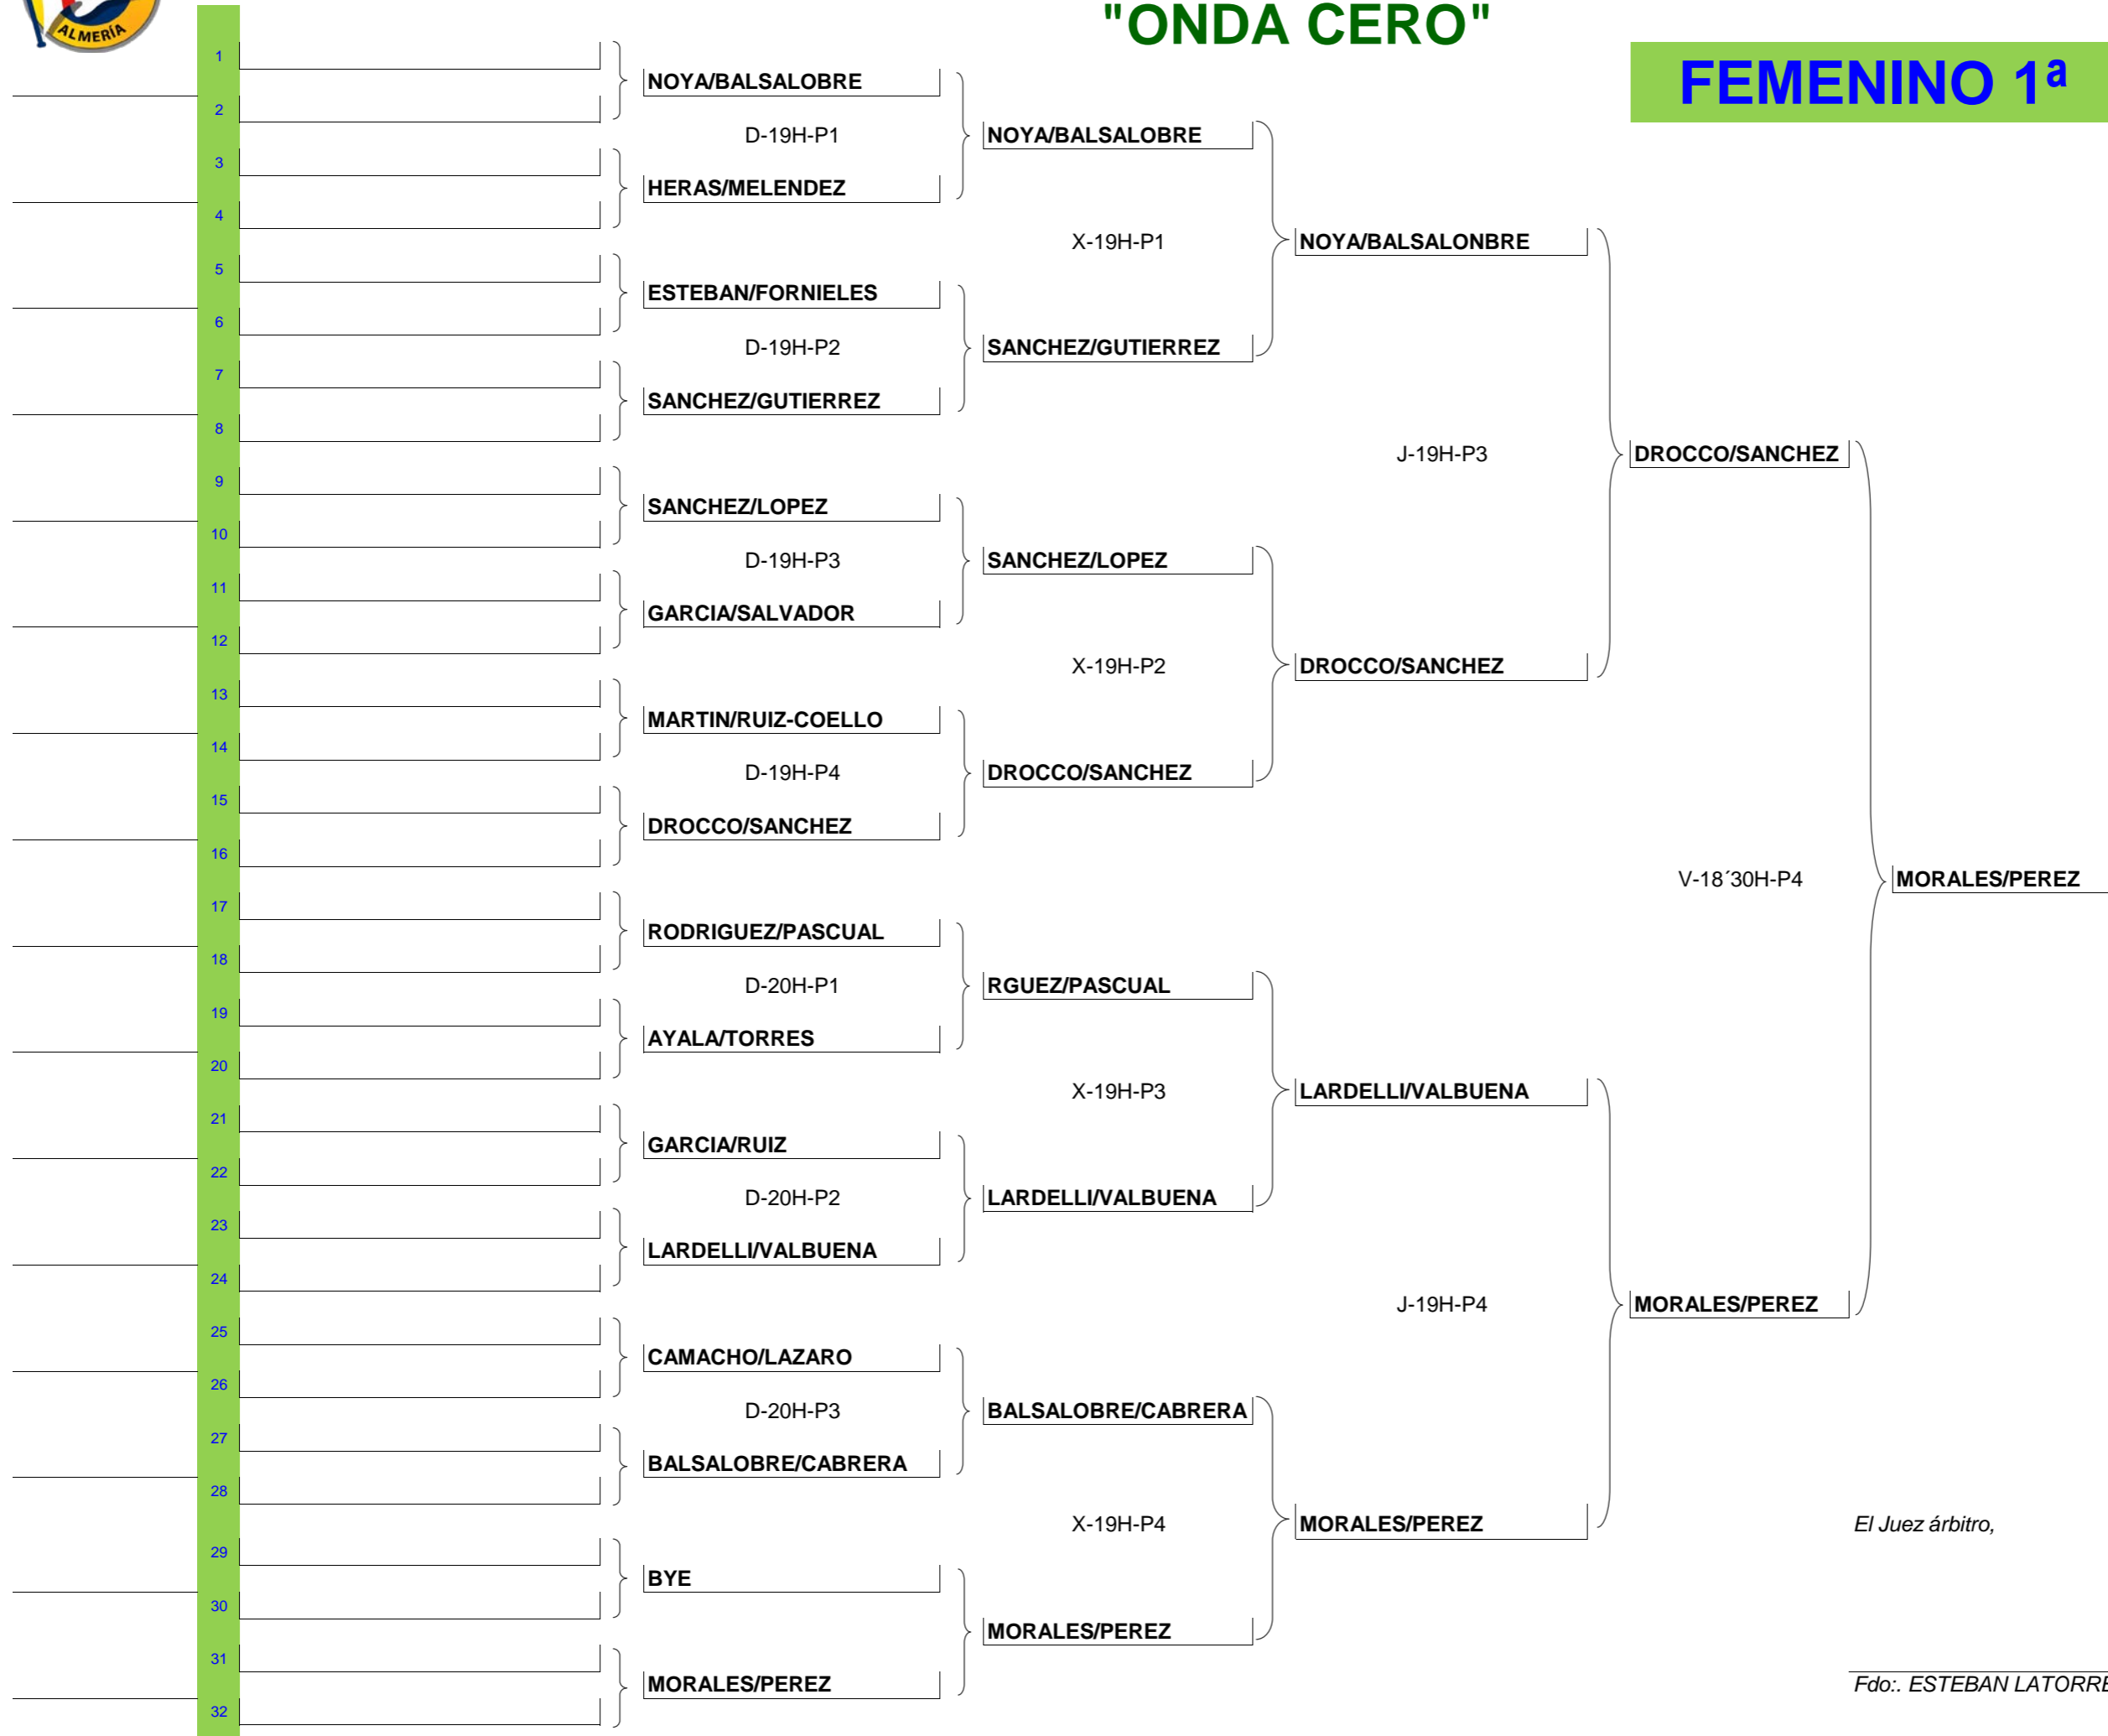 ALMERÍA
"ONDA CERO"
FEMENINO 1ª
1
NOYA/BALSALOBRE
2
D-19H-P1
NOYA/BALSALOBRE
3
HERAS/MELENDEZ
4
X-19H-P1
NOYA/BALSALONBRE
5
ESTEBAN/FORNIELES
6
D-19H-P2
SANCHEZ/GUTIERREZ
7
SANCHEZ/GUTIERREZ
8
J-19H-P3
DROCCO/SANCHEZ
9
SANCHEZ/LOPEZ
10
D-19H-P3
SANCHEZ/LOPEZ
11
GARCIA/SALVADOR
12
X-19H-P2
DROCCO/SANCHEZ
13
MARTIN/RUIZ-COELLO
14
D-19H-P4
DROCCO/SANCHEZ
15
DROCCO/SANCHEZ
16
V-18´30H-P4
MORALES/PEREZ
17
RODRIGUEZ/PASCUAL
18
D-20H-P1
RGUEZ/PASCUAL
19
AYALA/TORRES
20
X-19H-P3
LARDELLI/VALBUENA
21
GARCIA/RUIZ
22
D-20H-P2
LARDELLI/VALBUENA
23
LARDELLI/VALBUENA
24
J-19H-P4
MORALES/PEREZ
25
CAMACHO/LAZARO
26
D-20H-P3
BALSALOBRE/CABRERA
27
BALSALOBRE/CABRERA
28
X-19H-P4
MORALES/PEREZ
El Juez árbitro,
29
BYE
30
MORALES/PEREZ
31
MORALES/PEREZ
Fdo:. ESTEBAN LATORRE
32